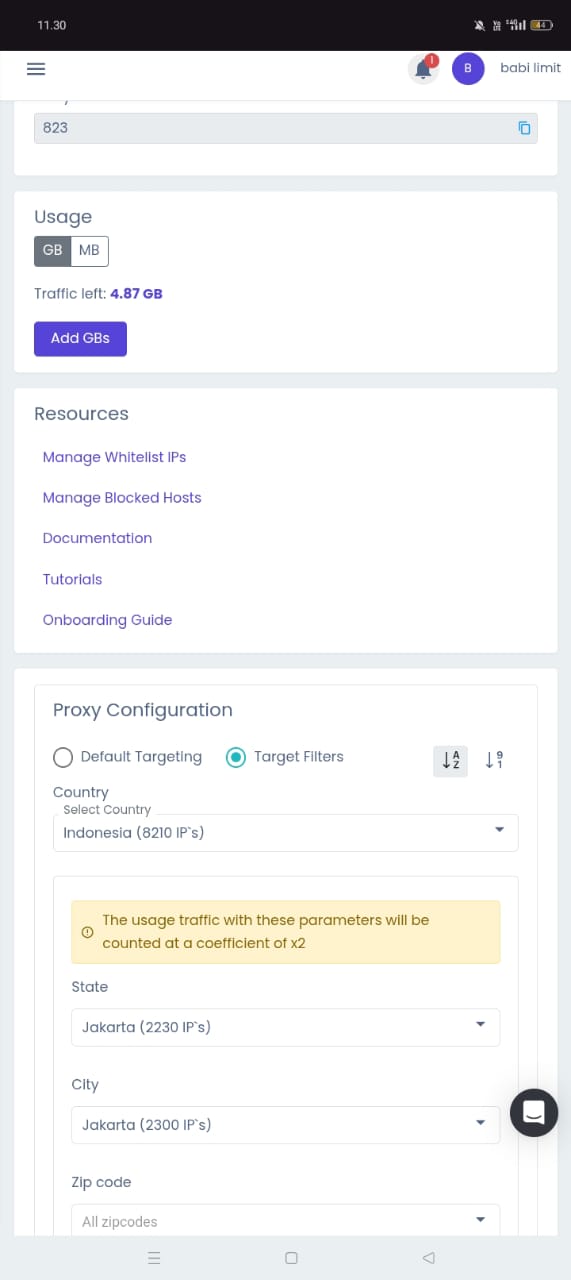 11.30
44
1
B
babi limit
823
Usage
GB
MB
Traffic left: 4.87 GB
Add GBs
Resources
Manage Whitelist IPs
Manage Blocked Hosts
Documentation
Tutorials
Onboarding Guide
Proxy Configuration
Default Targeting
Target Filters
A
Z
9
1
Country
Select Country
Indonesia (8210 IP`s)
The usage traffic with these parameters will be
counted at a coefficient of x2
State
Jakarta (2230 IP`s)
City
Jakarta (2300 IP`s)
Zip code
All zipcodes